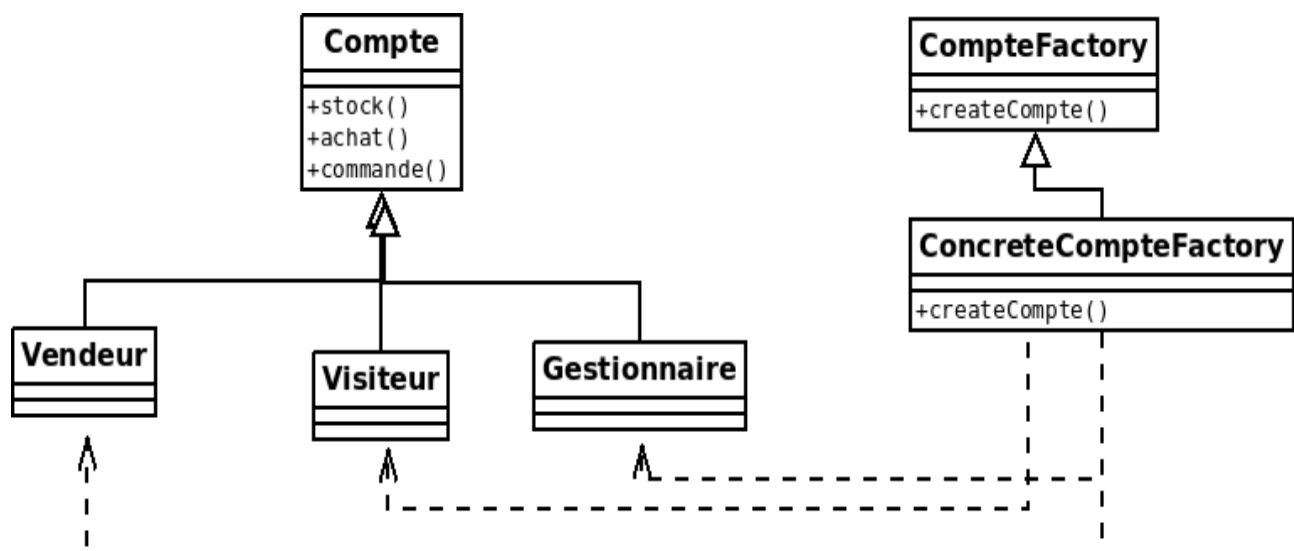 Compte
+stock()
+achat()
+commande()
CompteFactory
+createCompte()
ConcreteCompteFactory
+createCompte()
Vendeur
Visiteur
Gestionnaire